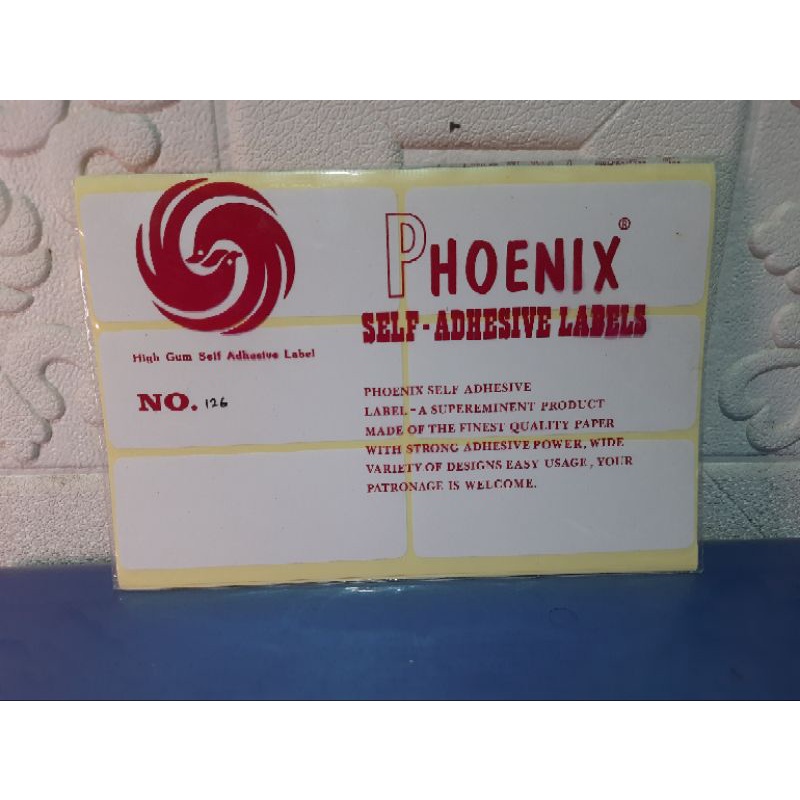 PHOENIX®
SELF-ADHESIVE LABELS
High Gum Self Adhesive Label
NO. 126
PHOENIX SELF ADHESIVE
LABEL-A SUPEREMINENT PRODUCT
MADE OF THE FINEST QUALITY PAPER
WITH STRONG ADHESIVE POWER, WIDE
VARIETY OF DESIGNS EASY USAGE, YOUR
PATRONAGE IS WELCOME.